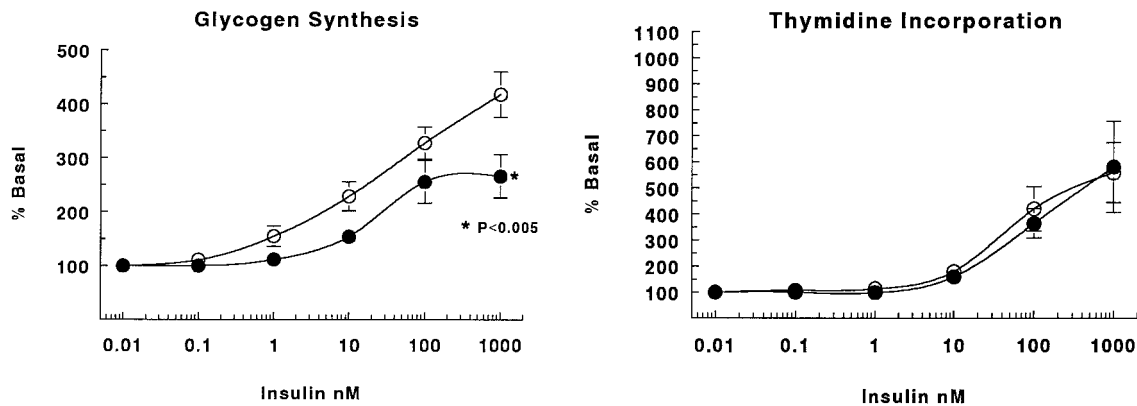 Glycogen Synthesis
500
400
300
200
100
% Basal
*
* P<0.005
0.01 0.1 1 10 100 1000
Insulin nM
Thymidine Incorporation
1100
1000
900
800
700
600
500
400
300
200
100
% Basal
0.01 0.1 1 10 100 1000
Insulin nM